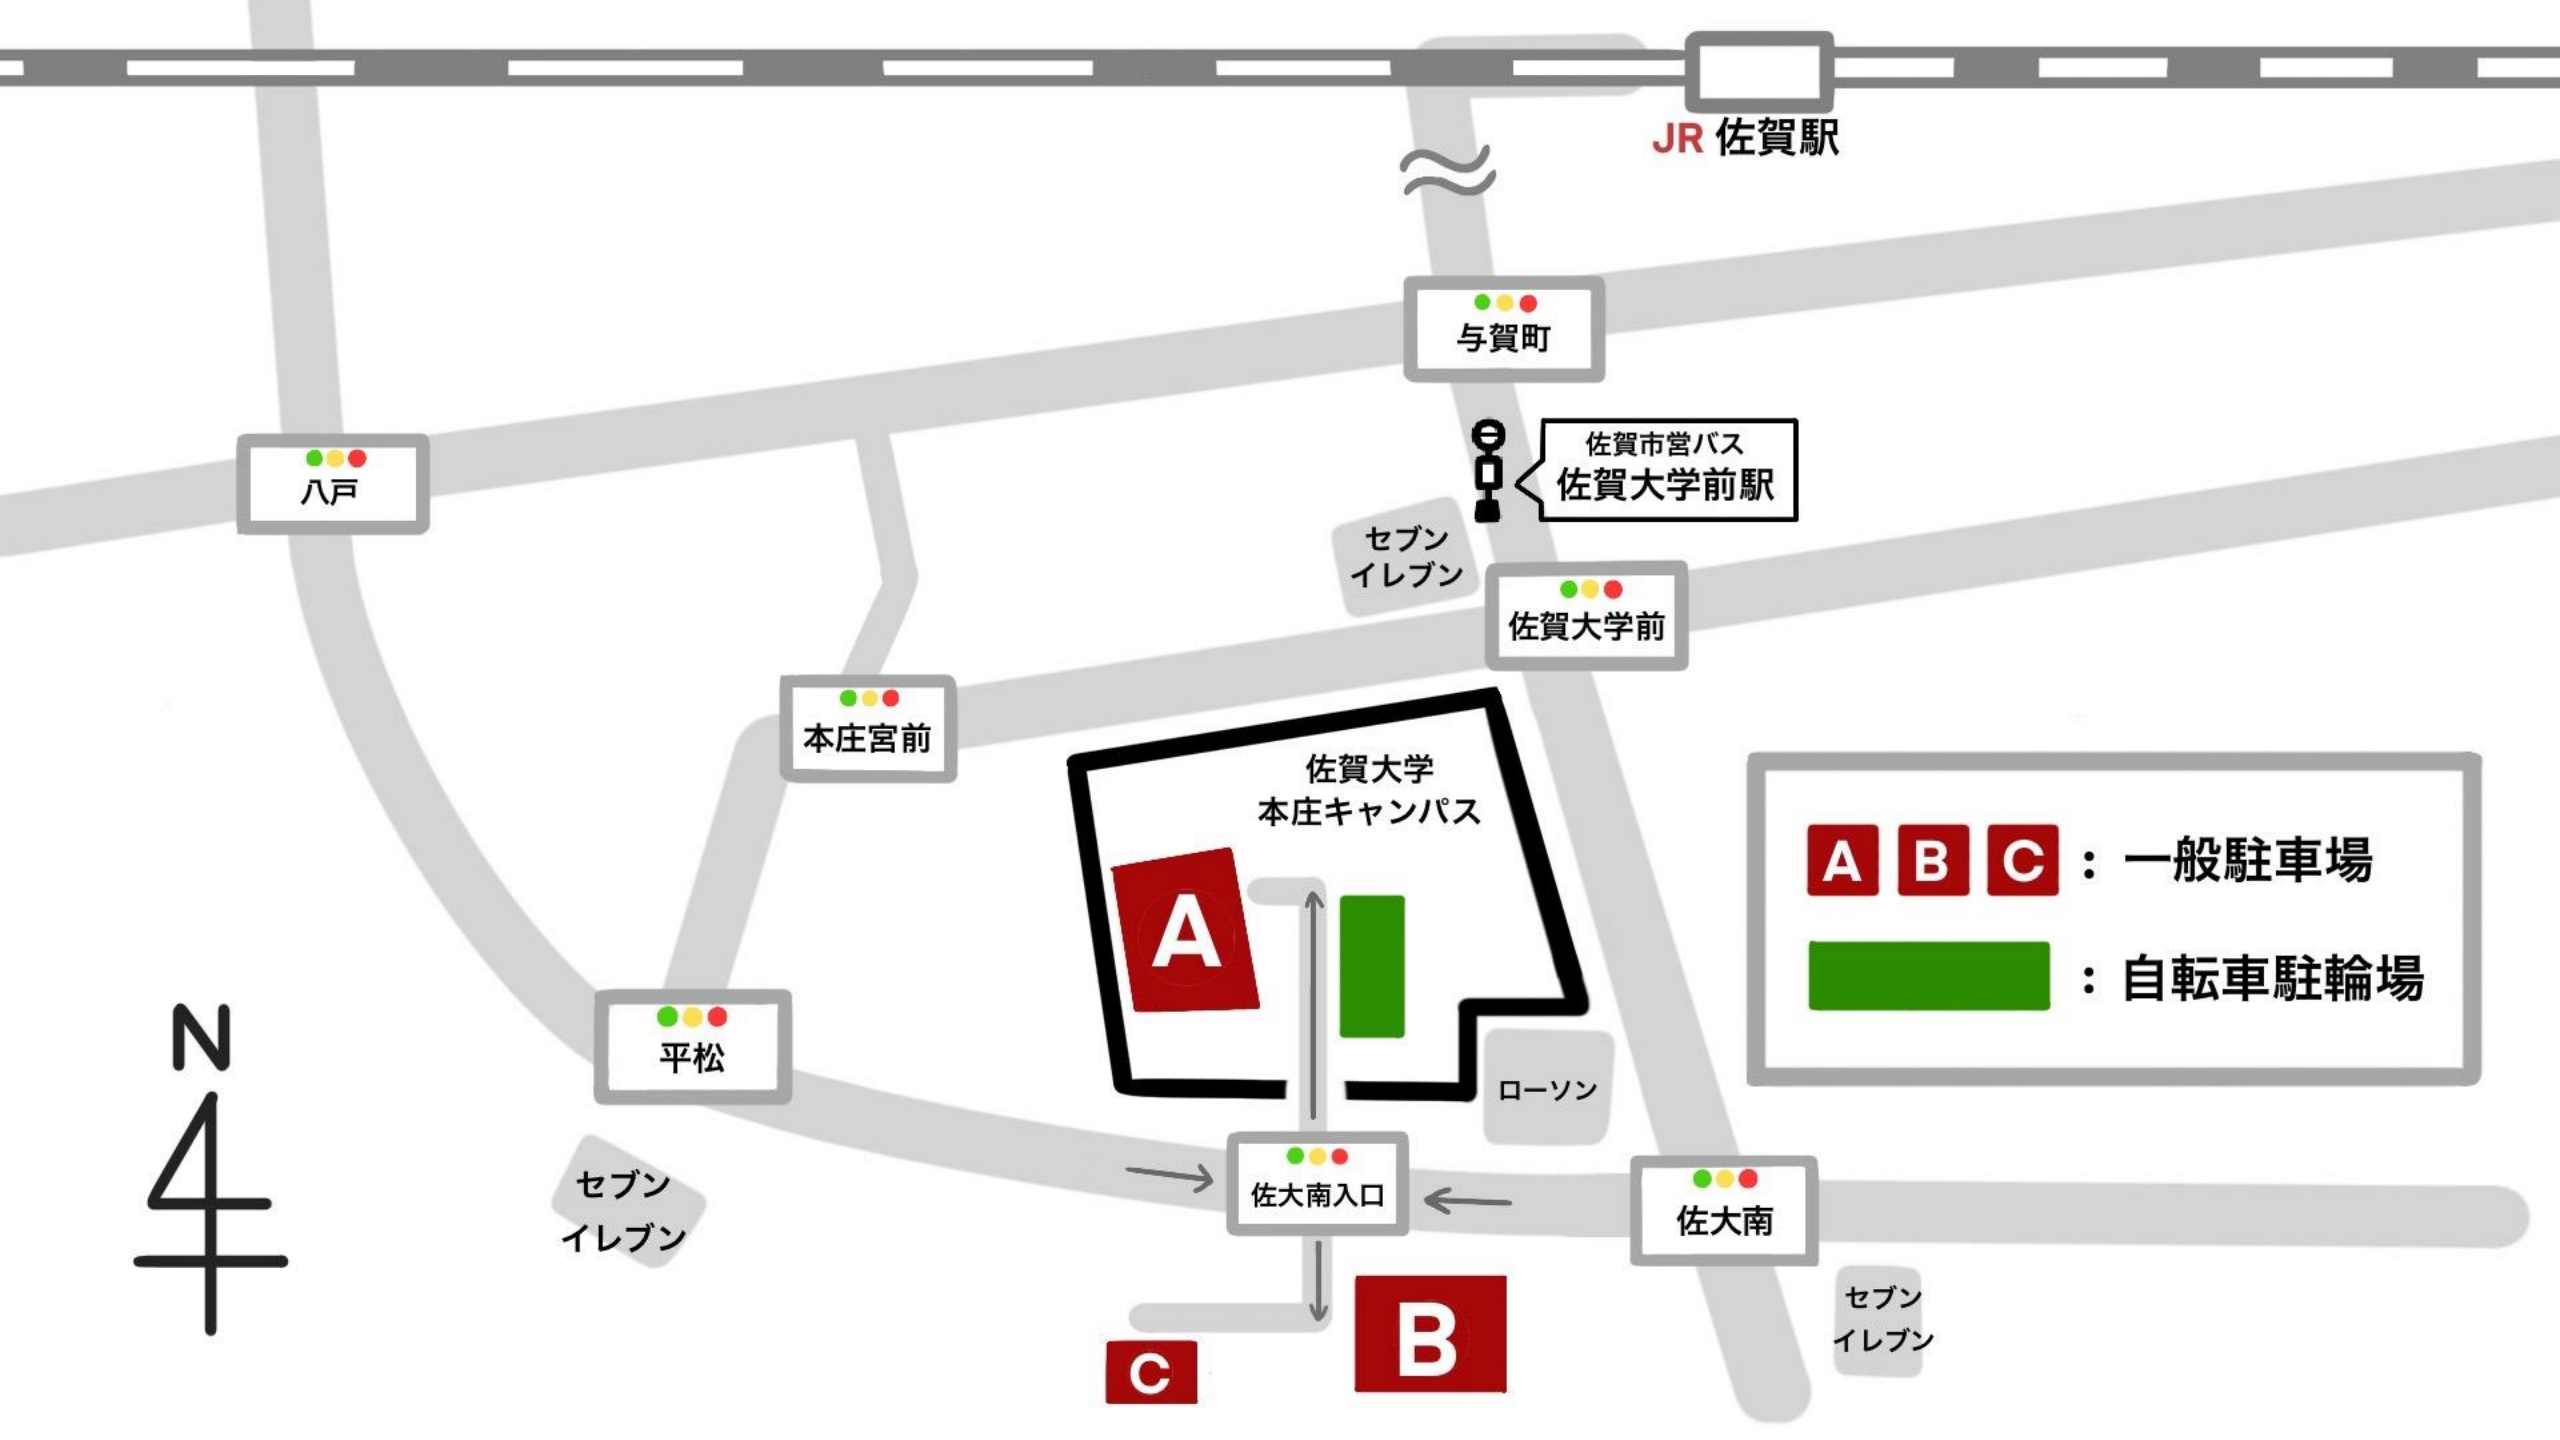 JR 佐賀駅
与賀町
佐賀市営バス
佐賀大学前駅
八戸
セブン
イレブン
佐賀大学前
本庄宮前
佐賀大学
本庄キャンパス
A
A B C : 一般駐車場
: 自転車駐輪場
N
平松
ローソン
セブン
イレブン
佐大南入口
佐大南
セブン
イレブン
B
C